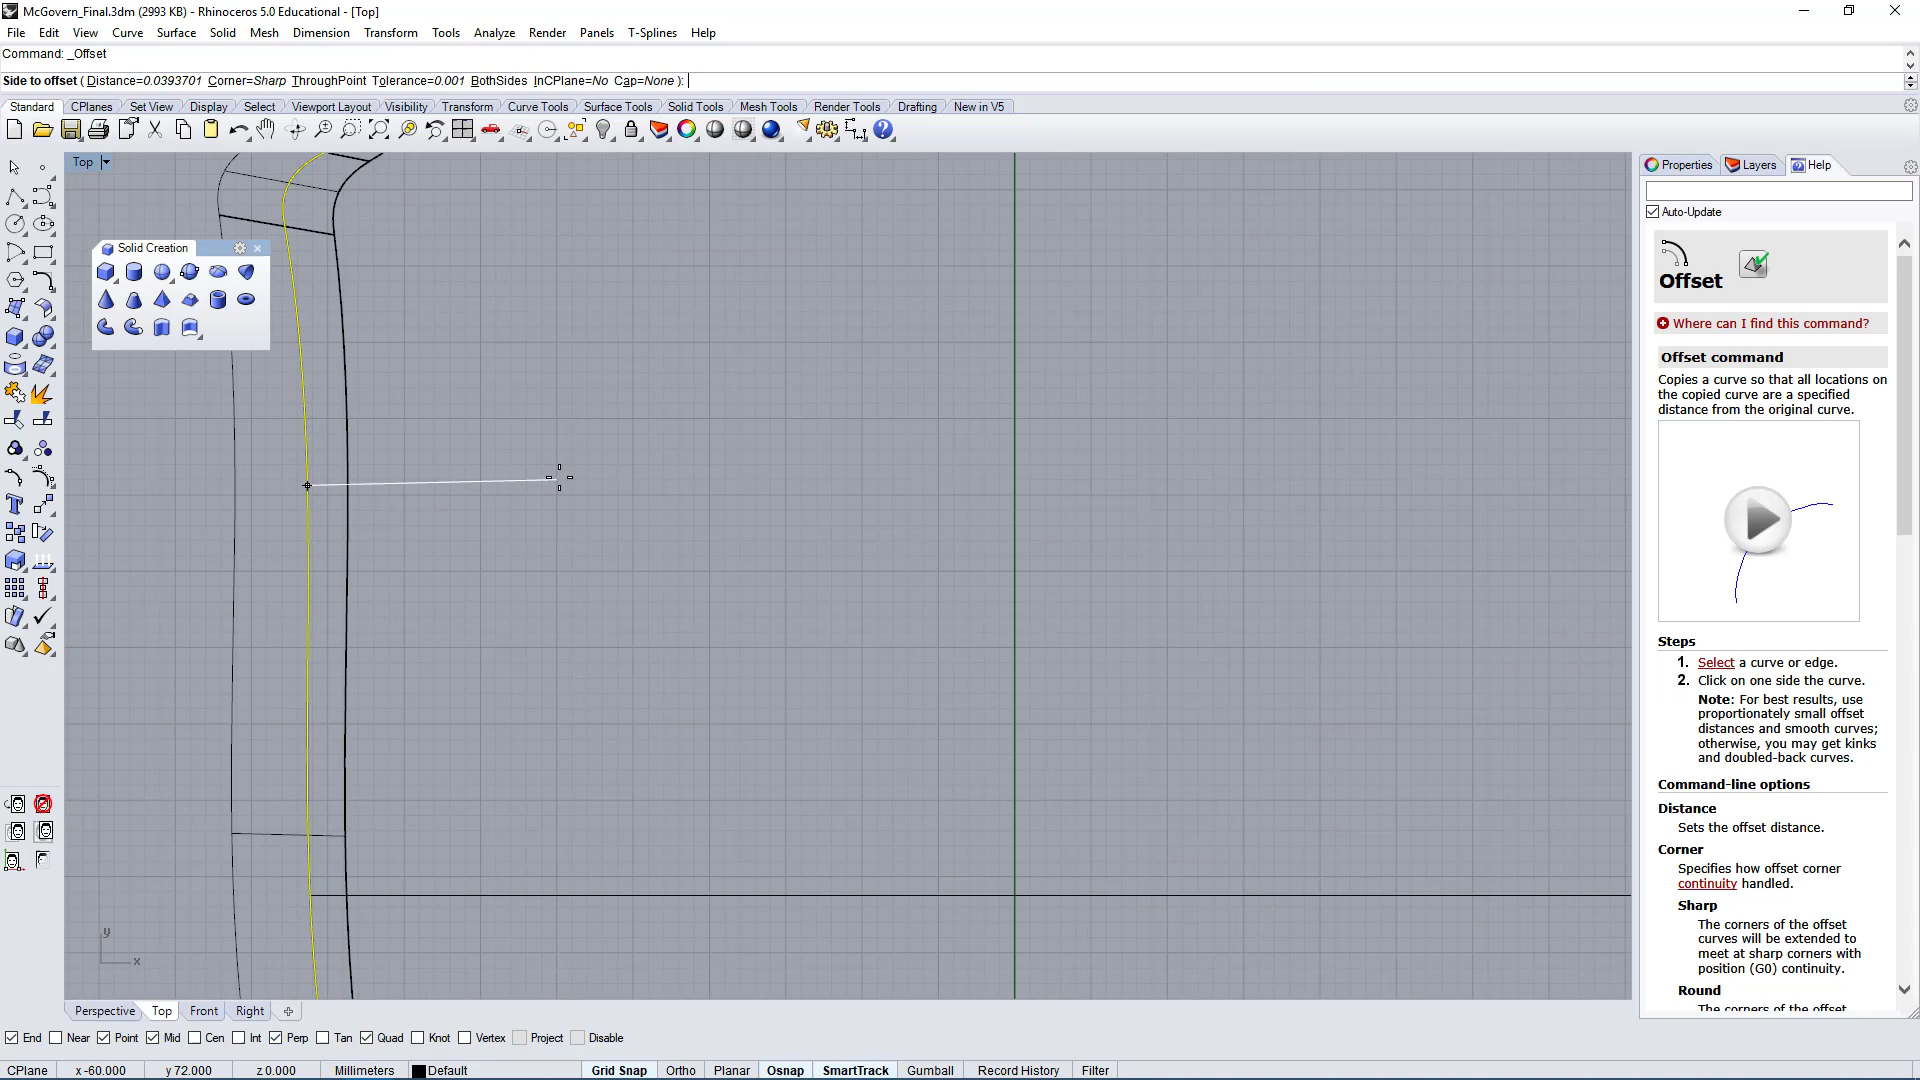 McGovern_Final.3dm (2993 KB) - Rhinoceros 5.0 Educational - [Top]
File Edit View Curve Surface Solid Mesh Dimension Transform Tools Analyze Render Panels T-Splines Help
Command: _Offset
Side to offset ( Distance=0.0393701 Corner=Sharp ThroughPoint Tolerance=0.001 BothSides InCPlane=No Cap=None ):
Standard CPlanes Set View Display Select Viewport Layout Visibility Transform Curve Tools Surface Tools Solid Tools Mesh Tools Render Tools Drafting New in V5
Top
Solid Creation
y
x
Properties Layers Help
Auto-Update
Offset
Where can I find this command?
Offset command
Copies a curve so that all locations on
the copied curve are a specified
distance from the original curve.
Steps
1. Select a curve or edge.
2. Click on one side the curve.
Note: For best results, use
proportionately small offset
distances and smooth curves;
otherwise, you may get kinks
and doubled-back curves.
Command-line options
Distance
Sets the offset distance.
Corner
Specifies how offset corner
continuity handled.
Sharp
The corners of the offset
curves will be extended to
meet at sharp corners with
position (G0) continuity.
Round
The corners of the offset
Perspective Top Front Right
End Near Point Mid Cen Int Perp Tan Quad Knot Vertex Project Disable
CPlane x -60.000 y 72.000 z 0.000 Millimeters Default Grid Snap Ortho Planar Osnap SmartTrack Gumball Record History Filter